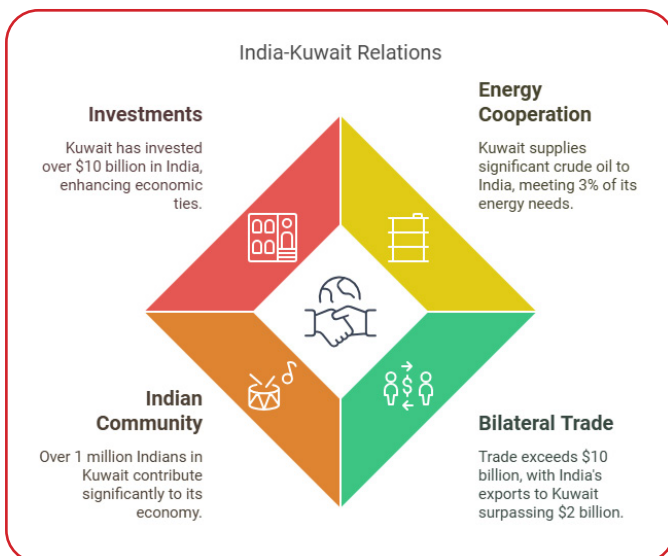 India-Kuwait Relations
Investments
Kuwait has invested
over $10 billion in India,
enhancing economic
ties.
Energy
Cooperation
Kuwait supplies
significant crude oil to
India, meeting 3% of its
energy needs.
Indian
Community
Over 1 million Indians in
Kuwait contribute
significantly to its
economy.
Bilateral Trade
Trade exceeds $10
billion, with India's
exports to Kuwait
surpassing $2 billion.
$